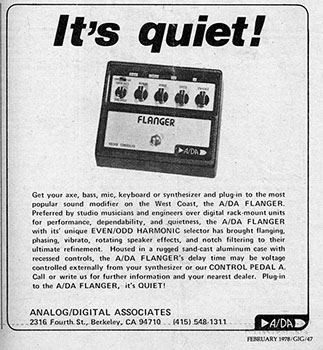 It's quiet!
FLANGER
A/DA
Get your axe, bass, mic, keyboard or synthesizer and plug-in to the most
popular sound modifier on the West Coast, the A/DA FLANGER.
Preferred by studio musicians and engineers over digital rack-mount units
for performance, dependability, and quietness, the A/DA FLANGER
with its' unique EVEN/ODD HARMONIC selector has brought flanging,
phasing, vibrato, rotating speaker effects, and notch filtering to their
ultimate refinement. Housed in a rugged sand-cast aluminum case with
recessed controls, the A/DA FLANGER's delay time may be voltage
controlled externally from your synthesizer or our CONTROL PEDAL A.
Call or write us for further information and your nearest dealer. Plug-in
to the A/DA FLANGER, it's QUIET!
ANALOG/DIGITAL ASSOCIATES
2316 Fourth St., Berkeley, CA 94710 . . (415) 548-1311
A/DA
FEBRUARY 1978/GIG/47